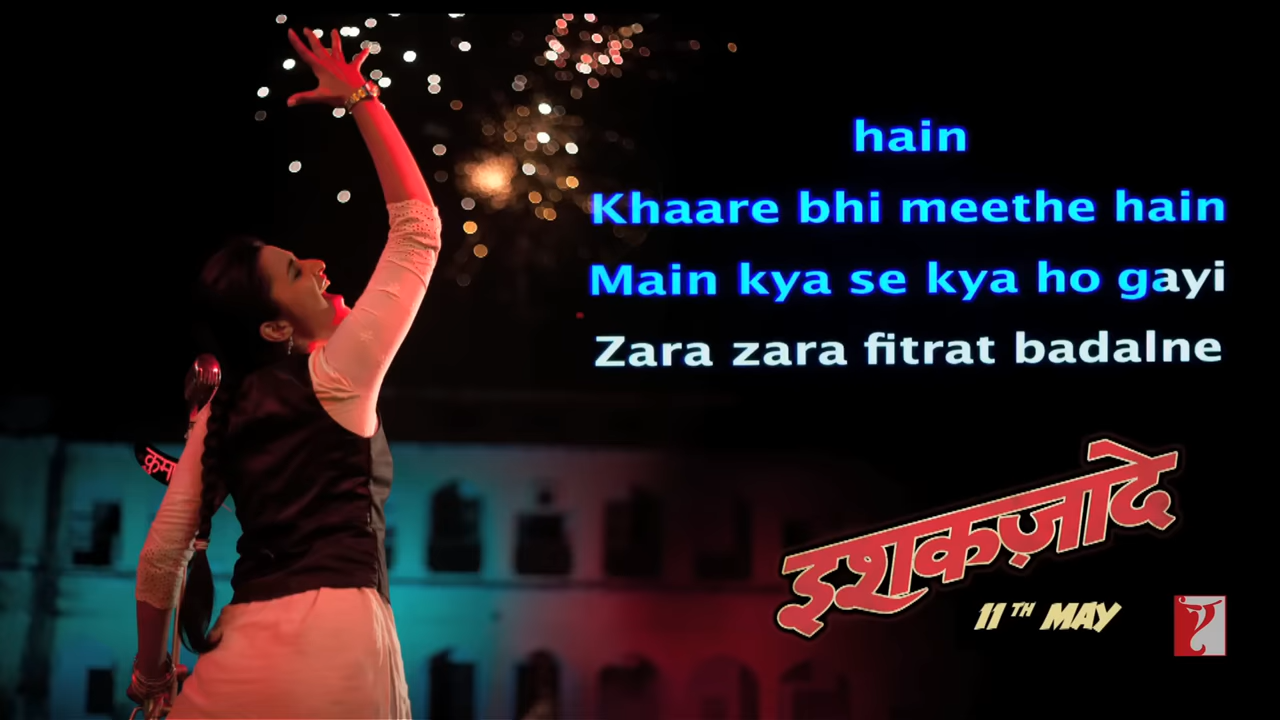 hain
Khaare bhi meethe hain
Main kya se kya ho gayi
Zara zara fitrat badalne
इशकज़ादे
11TH MAY